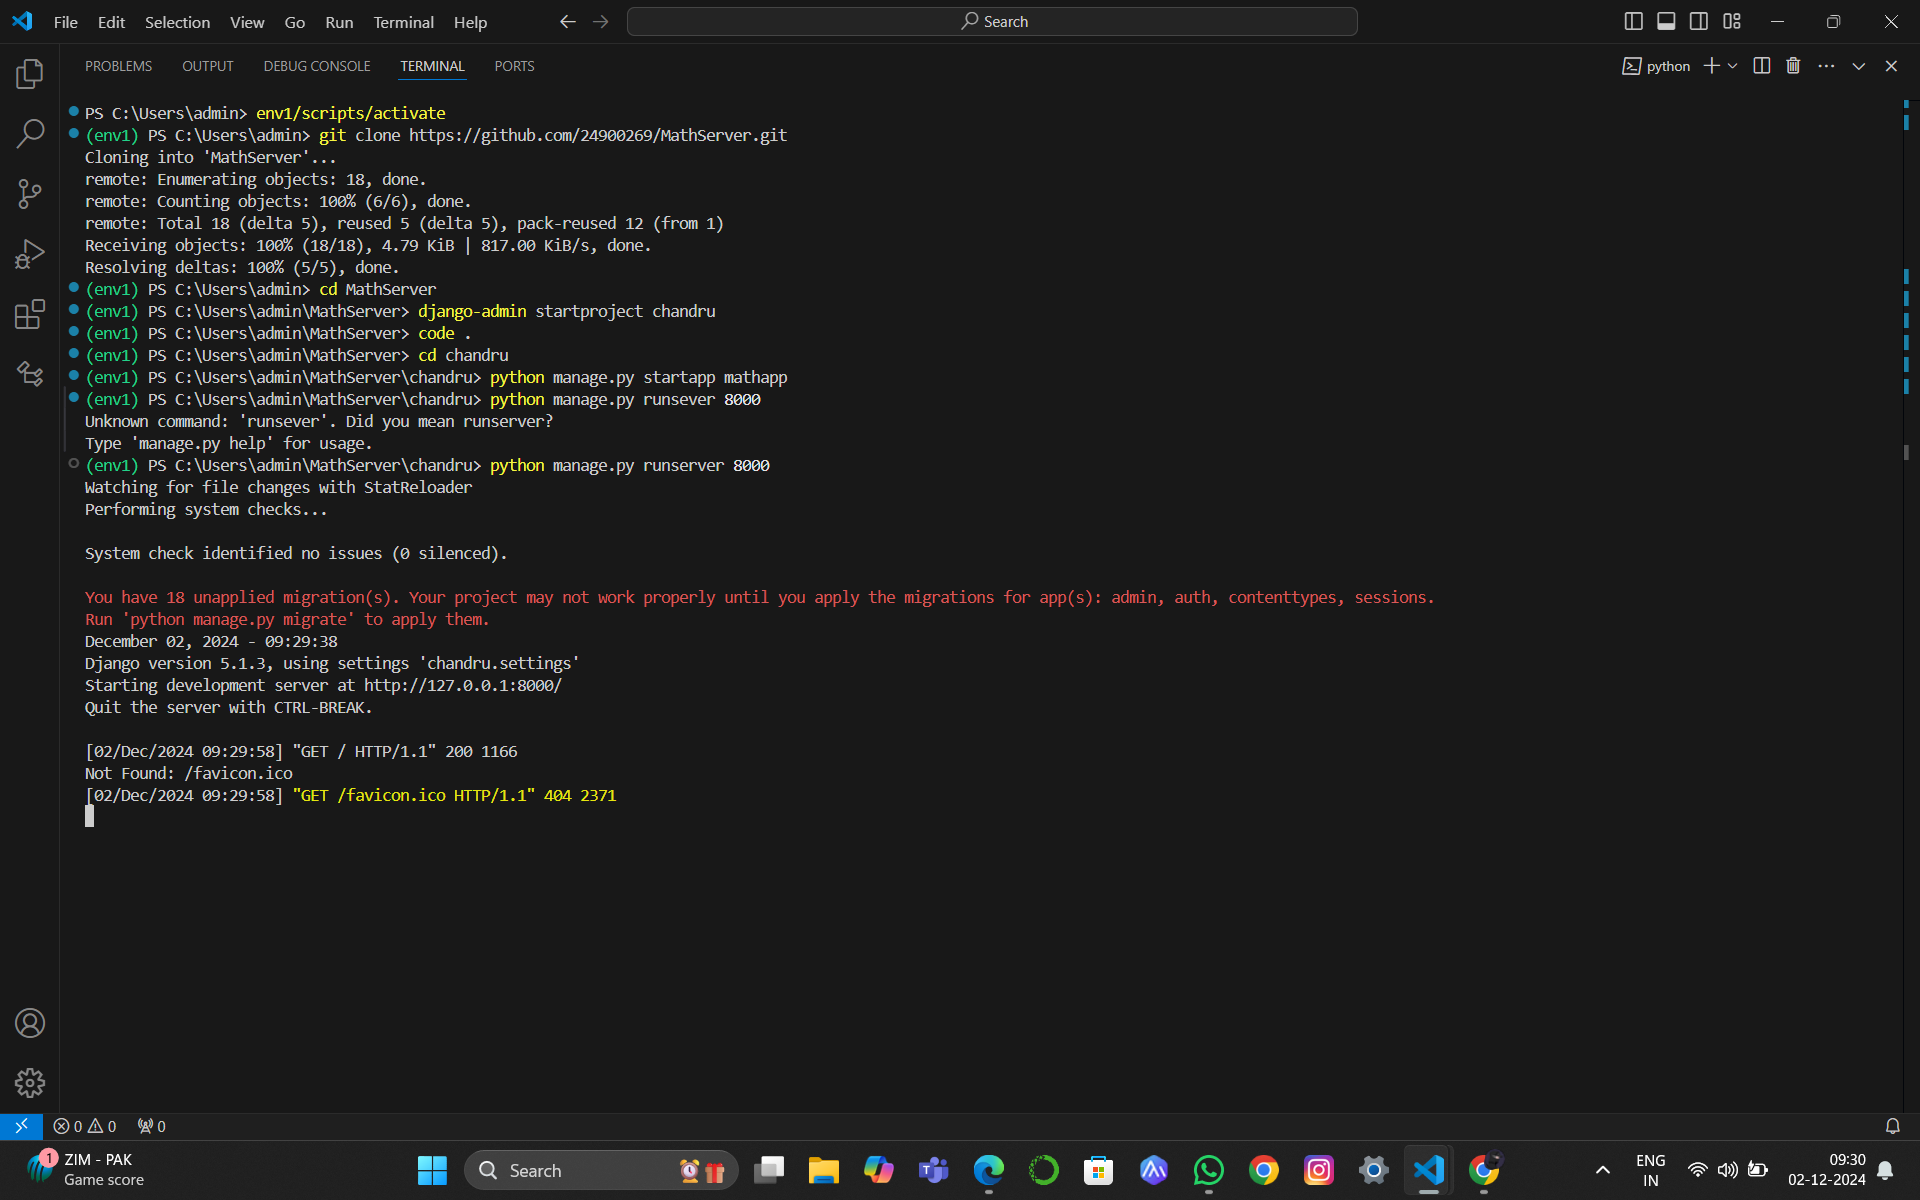 File Edit Selection View Go Run Terminal Help
Search
PROBLEMS OUTPUT DEBUG CONSOLE TERMINAL PORTS
python
PS C:\Users\admin> env1/scripts/activate
(env1) PS C:\Users\admin> git clone https://github.com/24900269/MathServer.git
Cloning into 'MathServer'...
remote: Enumerating objects: 18, done.
remote: Counting objects: 100% (6/6), done.
remote: Total 18 (delta 5), reused 5 (delta 5), pack-reused 12 (from 1)
Receiving objects: 100% (18/18), 4.79 KiB | 817.00 KiB/s, done.
Resolving deltas: 100% (5/5), done.
(env1) PS C:\Users\admin> cd MathServer
(env1) PS C:\Users\admin\MathServer> django-admin startproject chandru
(env1) PS C:\Users\admin\MathServer> code .
(env1) PS C:\Users\admin\MathServer> cd chandru
(env1) PS C:\Users\admin\MathServer\chandru> python manage.py startapp mathapp
(env1) PS C:\Users\admin\MathServer\chandru> python manage.py runsever 8000
Unknown command: 'runsever'. Did you mean runserver?
Type 'manage.py help' for usage.
(env1) PS C:\Users\admin\MathServer\chandru> python manage.py runserver 8000
Watching for file changes with StatReloader
Performing system checks...
System check identified no issues (0 silenced).
You have 18 unapplied migration(s). Your project may not work properly until you apply the migrations for app(s): admin, auth, contenttypes, sessions.
Run 'python manage.py migrate' to apply them.
December 02, 2024 - 09:29:38
Django version 5.1.3, using settings 'chandru.settings'
Starting development server at http://127.0.0.1:8000/
Quit the server with CTRL-BREAK.
[02/Dec/2024 09:29:58] "GET / HTTP/1.1" 200 1166
Not Found: /favicon.ico
[02/Dec/2024 09:29:58] "GET /favicon.ico HTTP/1.1" 404 2371
0 0 0
1
ZIM - PAK
Game score
Search
ENG
IN
09:30
02-12-2024